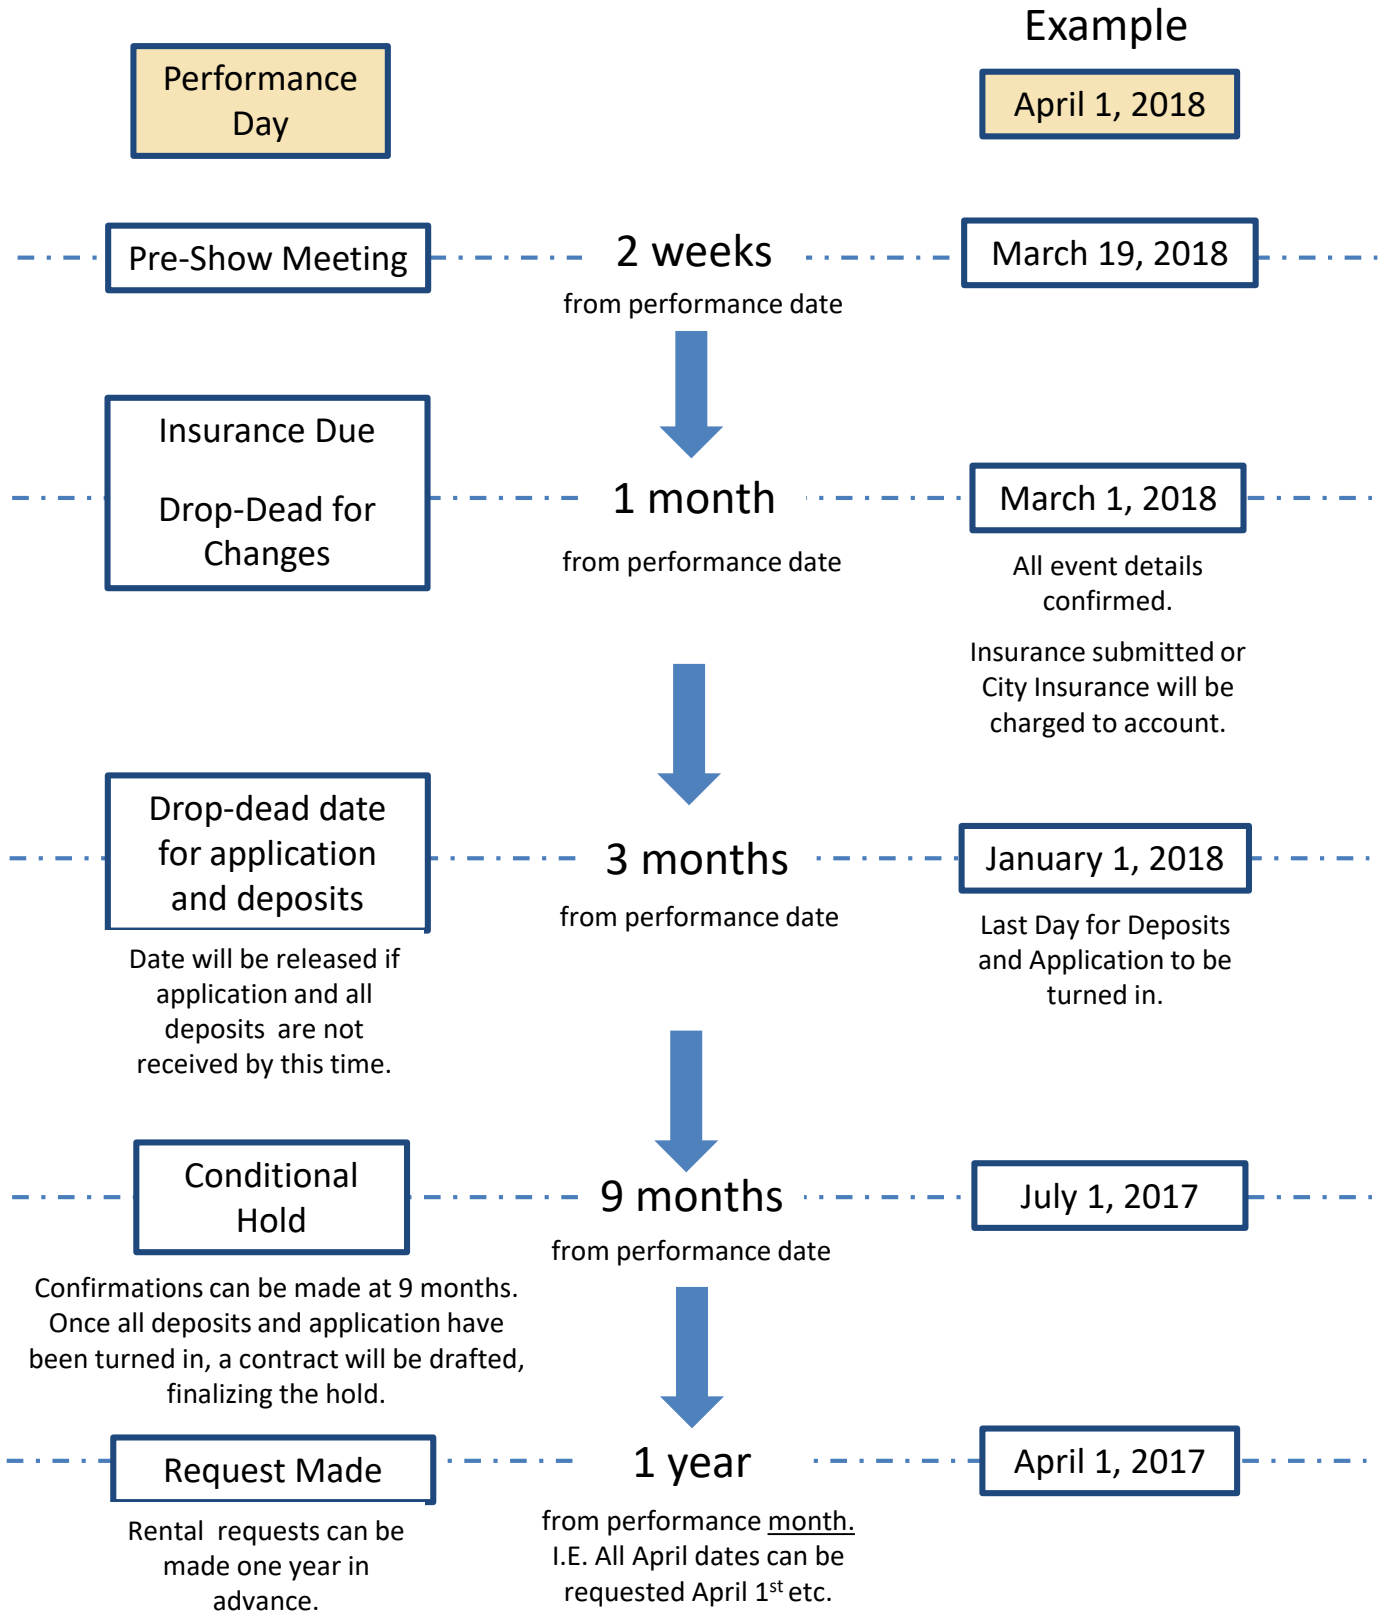 Example
Performance
Day
April 1, 2018
Pre-Show Meeting
2 weeks
from performance date
March 19, 2018
Insurance Due
Drop-Dead for
Changes
1 month
from performance date
March 1, 2018
All event details
confirmed.
Insurance submitted or
City Insurance will be
charged to account.
Drop-dead date
for application
and deposits
Date will be released if
application and all
deposits  are not
received by this time.
3 months
from performance date
January 1, 2018
Last Day for Deposits
and Application to be
turned in.
Conditional
Hold
Confirmations can be made at 9 months.
Once all deposits and application have
been turned in, a contract will be drafted,
finalizing the hold.
9 months
from performance date
July 1, 2017
Request Made
Rental  requests can be
made one year in
advance.
1 year
from performance month.
I.E. All April dates can be
requested April 1st etc.
April 1, 2017